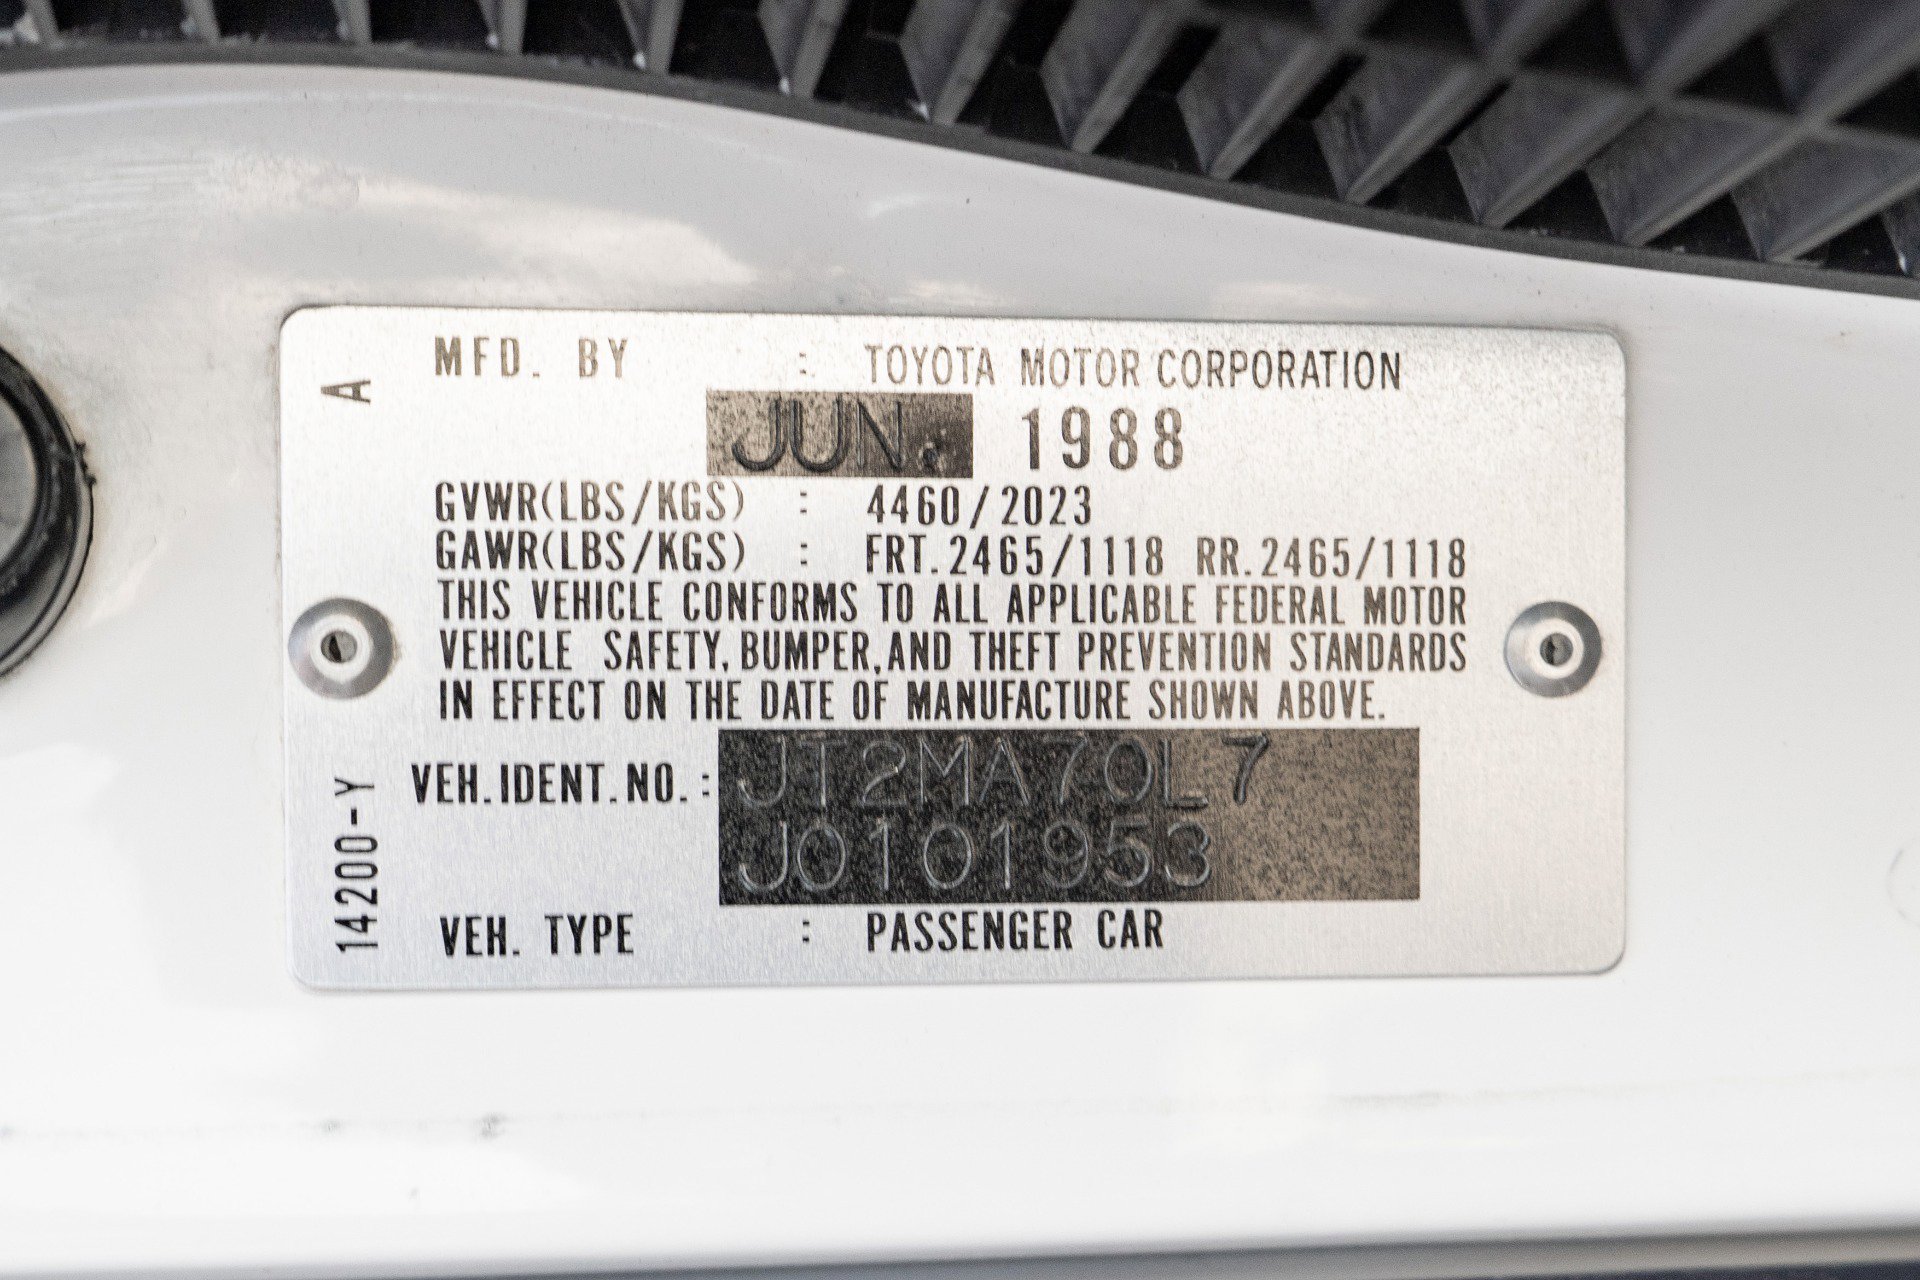 A
MFD. BY : TOYOTA MOTOR CORPORATION
JUN. 1988
GVWR(LBS/KGS) : 4460/2023
GAWR(LBS/KGS) : FRT.2465/1118 RR.2465/1118
THIS VEHICLE CONFORMS TO ALL APPLICABLE FEDERAL MOTOR
VEHICLE SAFETY, BUMPER, AND THEFT PREVENTION STANDARDS
IN EFFECT ON THE DATE OF MANUFACTURE SHOWN ABOVE.
VEH.IDENT.NO. : JT2MA70L7
J0101953
VEH. TYPE : PASSENGER CAR
14200-Y